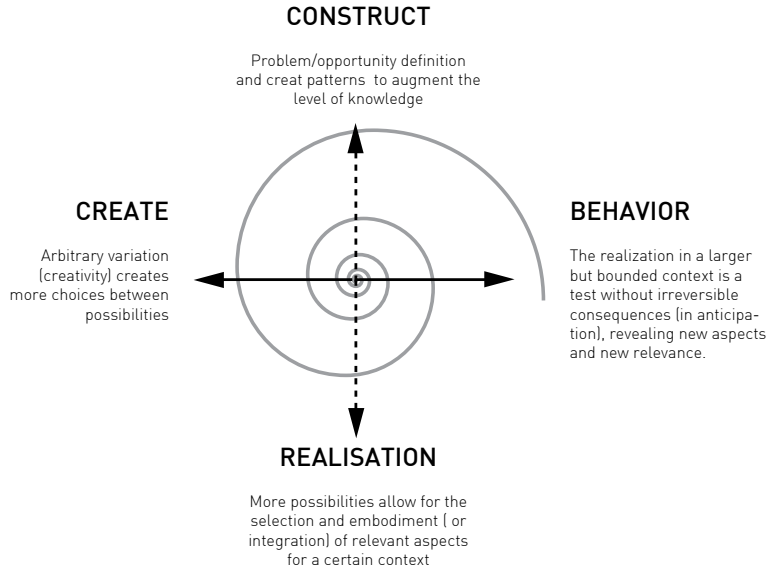 CONSTRUCT
Problem/opportunity definition
and creat patterns  to augment the
level of knowledge
CREATE
Arbitrary variation
(creativity) creates
more choices between
possibilities
BEHAVIOR
The realization in a larger
but bounded context is a
test without irreversible
consequences (in anticipa-
tion), revealing new aspects
and new relevance.
REALISATION
More possibilities allow for the
selection and embodiment ( or
integration) of relevant aspects
for a certain context